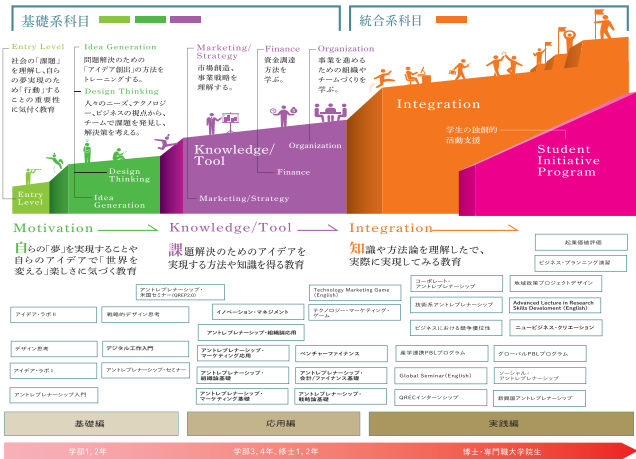 基礎系科目
統合系科目
Entry Level
社会の「課題」
を理解し、自ら
の夢実現のた
め「行動」する
ことの重要性
に気付く教育
Idea Generation
問題解決のための
「アイデア創出」の方法を
トレーニングする。
Design Thinking
人々のニーズ、テクノロジ
ー、ビジネスの視点から、
チームで課題を発見し、
解決策を考える。
Marketing/
Strategy
市場創造、
事業戦略を
理解する。
Finance
資金調達
方法を
学ぶ。
Organization
事業を進める
ための組織や
チームづくりを
学ぶ。
Entry
Level
Design
Thinking
Idea
Generation
Knowledge/
Tool
Organization
Finance
Marketing/Strategy
Integration
学生の独創的
活動支援
Student
Initiative
Program
Motivation
自らの「夢」を実現することや
自らのアイデアで「世界を
変える」楽しさに気づく教育
Knowledge/Tool
課題解決のためのアイデアを
実現する方法や知識を得る教育
Integration
知識や方法論を理解したで、
実際に実現してみる教育
起業価値評価
ビジネス・プランニング演習
アントレプレナーシップ・
米国セミナー(QREP2.0)
Technology Marketing Game
(English)
コーポレート・
アントレプレナーシップ
地域政策プロジェクトデザイン
アイデア・ラボⅡ
戦略的デザイン思考
イノベーション・マネジメント
テクノロジー・マーケティング・
ゲーム
技術系アントレプレナーシップ
Advanced Lecture in Research
Skills Develoment (English)
アントレプレナーシップ・組織論応用
ビジネスにおける競争優位性
ニュービジネス・クリエーション
デザイン思考
デジタル工作入門
アントレプレナーシップ・
マーケティング応用
ベンチャーファイナンス
産学連携PBLプログラム
グローバルPBLプログラム
アイデア・ラボⅠ
アントレプレナーシップ・セミナー
アントレプレナーシップ・
組織論基礎
アントレプレナーシップ・
会計/ファイナンス基礎
Global Seminar(English)
ソーシャル・
アントレプレナーシップ
アントレプレナーシップ入門
アントレプレナーシップ・
マーケティング基礎
アントレプレナーシップ・
戦略論基礎
QRECインターンシップ
新興国アントレプレナーシップ
基礎編
応用編
実践編
学部1、2年
学部3、4年、修士1、2年
博士・専門職大学院生